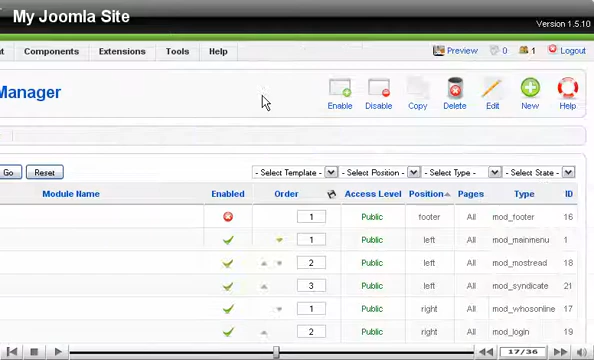 My Joomla Site
Version 1.5.10
Components Extensions Tools Help
Preview 0 1 Logout
Manager
Enable Disable Copy Delete Edit New Help
Go Reset - Select Template - - Select Position - - Select Type - - Select State -
Module Name Enabled Order Access Level Position Pages Type ID
1 Public footer All mod_footer 16
1 Public left All mod_mainmenu 1
2 Public left All mod_mostread 18
3 Public left All mod_syndicate 21
1 Public right All mod_whosonline 17
2 Public right All mod_login 19
17/36